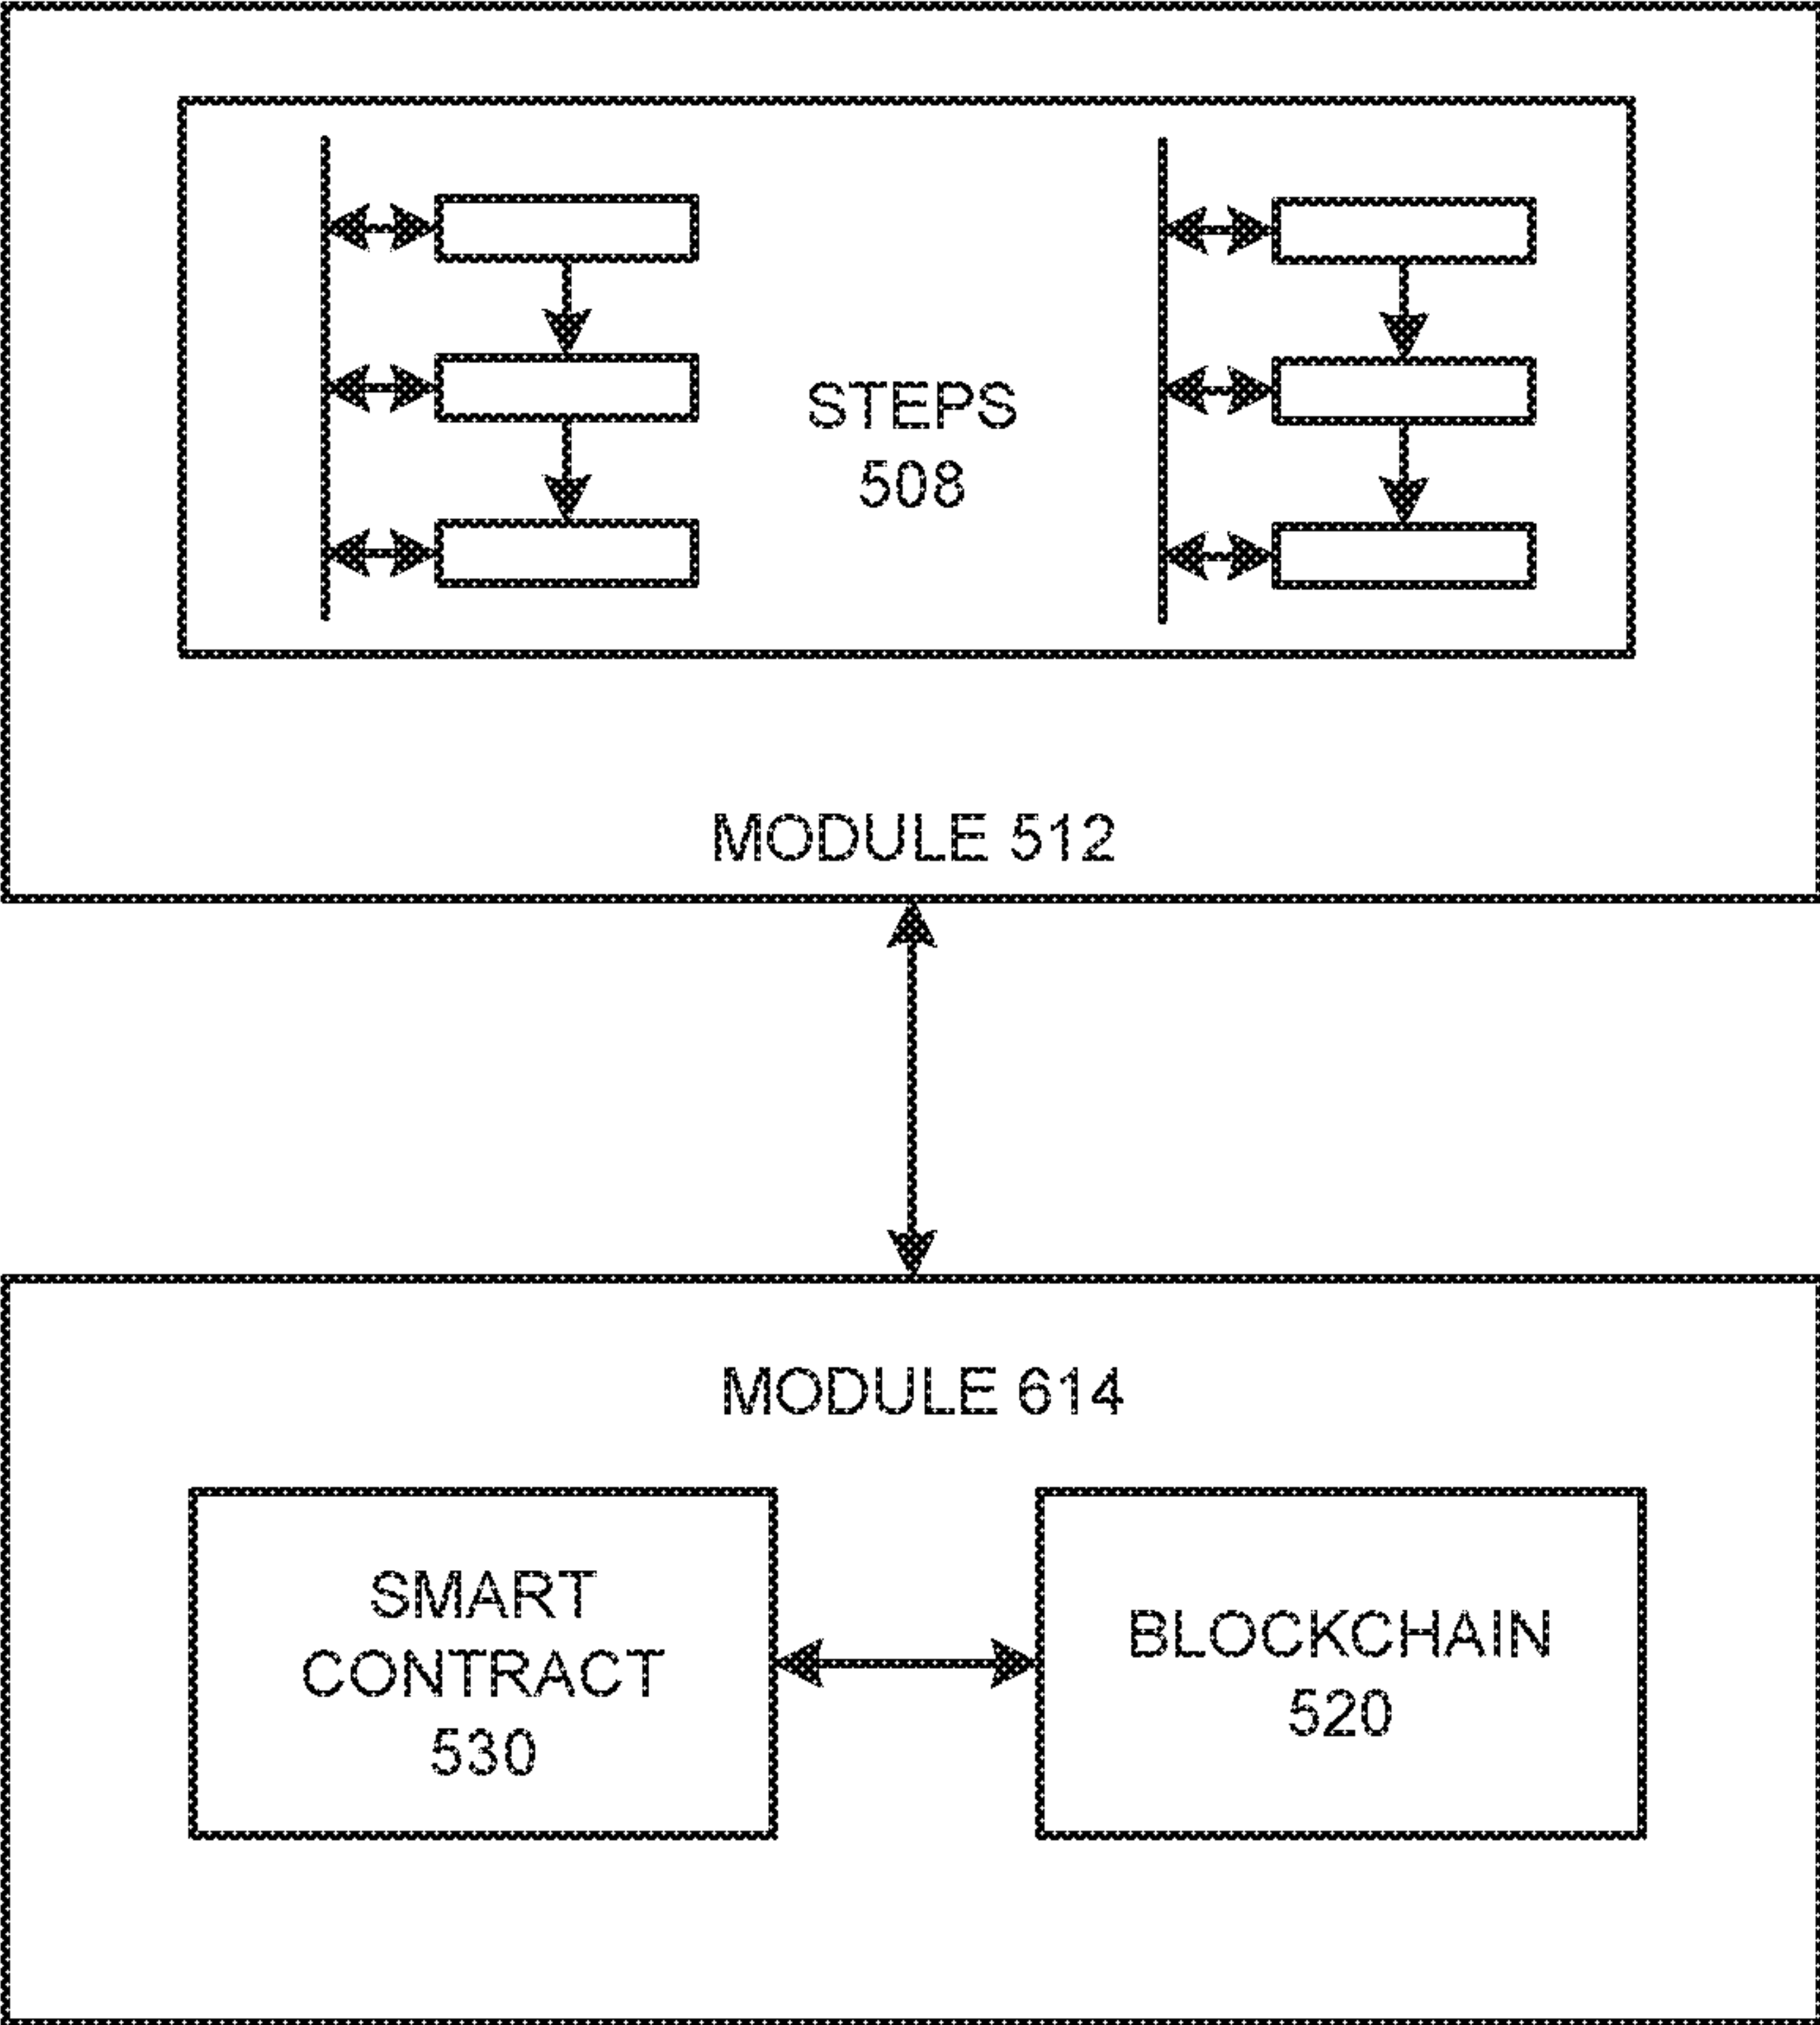 STEPS
508
MODULE 512
MODULE 614
SMART
CONTRACT
530
BLOCKCHAIN
520